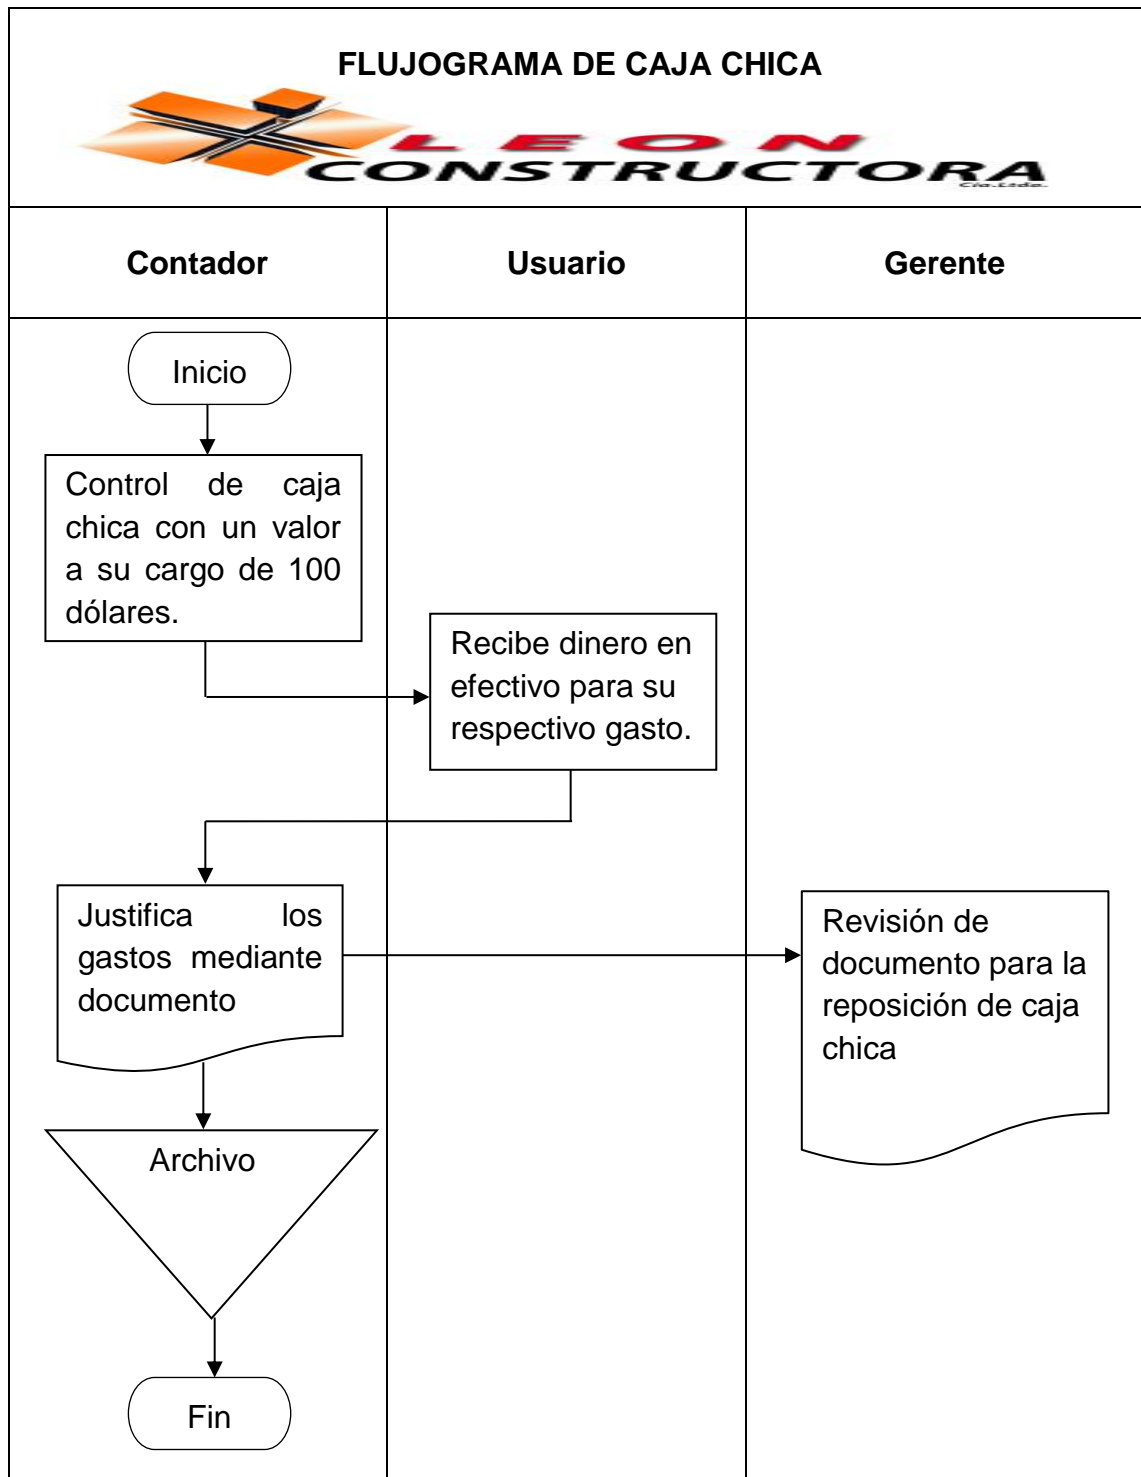 FLUJOGRAMA DE CAJA CHICA
LEON
CONSTRUCTORA
Cía.Ltda.
Contador Usuario Gerente
Inicio
Control de caja
chica con un valor
a su cargo de 100
dólares.
Recibe dinero en
efectivo para su
respectivo gasto.
Justifica los
gastos mediante
documento
Revisión de
documento para la
reposición de caja
chica
Archivo
Fin